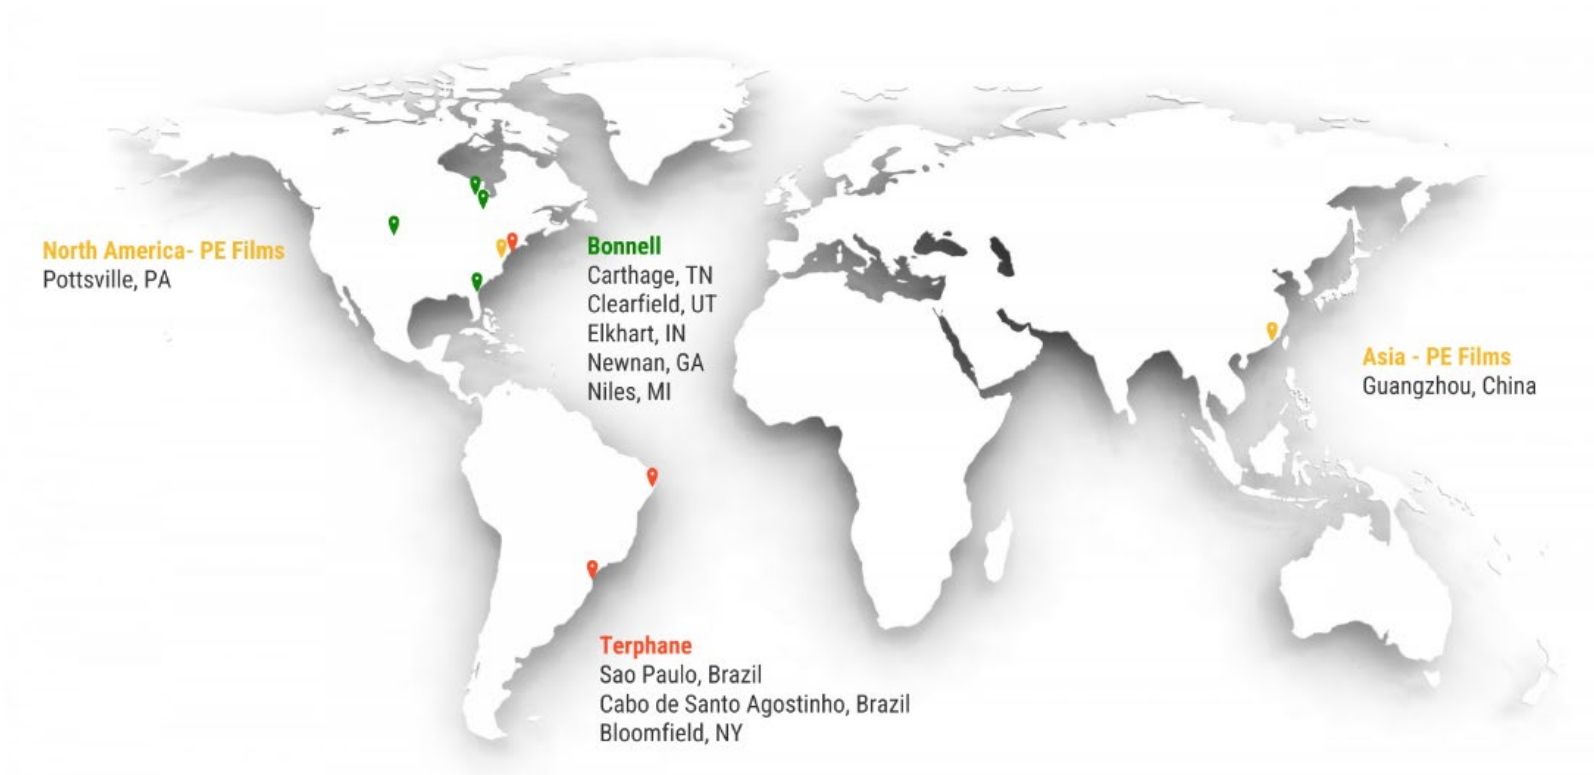 North America- PE Films
Pottsville, PA
Bonnell
Carthage, TN
Clearfield, UT
Elkhart, IN
Newnan, GA
Niles, MI
Asia - PE Films
Guangzhou, China
Terphane
Sao Paulo, Brazil
Cabo de Santo Agostinho, Brazil
Bloomfield, NY